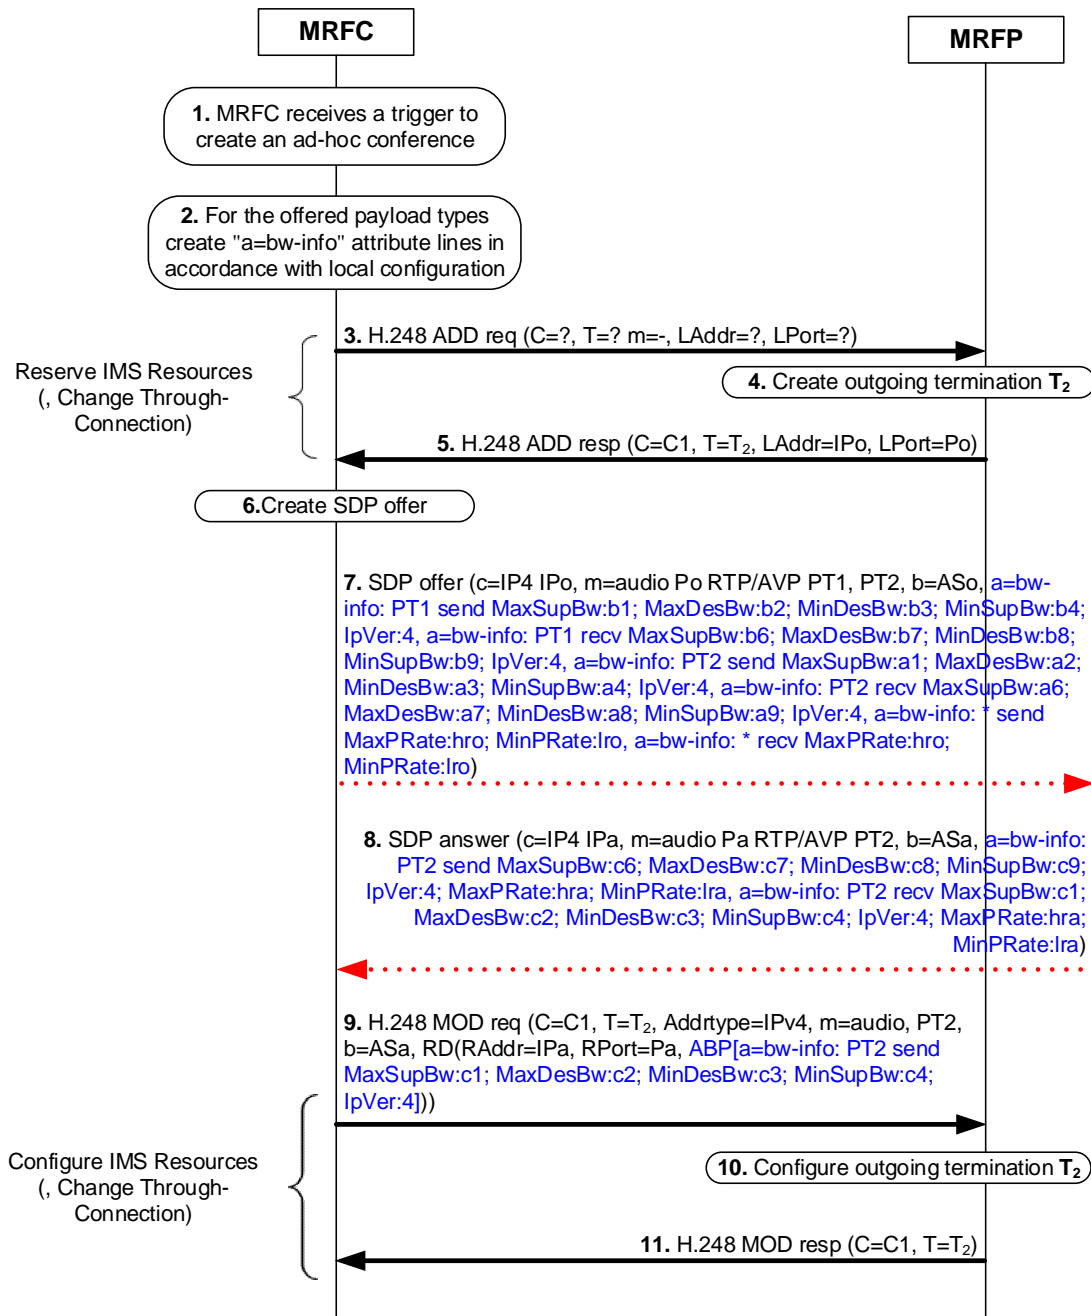 MRFC
MRFP
1. MRFC receives a trigger to
create an ad-hoc conference
2. For the offered payload types
create "a=bw-info" attribute lines in
accordance with local configuration
3. H.248 ADD req (C=?, T=? m=-, LAddr=?, LPort=?)
Reserve IMS Resources
(, Change Through-
Connection)
4. Create outgoing termination T2
5. H.248 ADD resp (C=C1, T=T2, LAddr=IPo, LPort=Po)
6.Create SDP offer
7. SDP offer (c=IP4 IPo, m=audio Po RTP/AVP PT1, PT2, b=ASo, a=bw-
info: PT1 send MaxSupBw:b1; MaxDesBw:b2; MinDesBw:b3; MinSupBw:b4;
IpVer:4, a=bw-info: PT1 recv MaxSupBw:b6; MaxDesBw:b7; MinDesBw:b8;
MinSupBw:b9; IpVer:4, a=bw-info: PT2 send MaxSupBw:a1; MaxDesBw:a2;
MinDesBw:a3; MinSupBw:a4; IpVer:4, a=bw-info: PT2 recv MaxSupBw:a6;
MaxDesBw:a7; MinDesBw:a8; MinSupBw:a9; IpVer:4, a=bw-info: * send
MaxPRate:hro; MinPRate:lro, a=bw-info: * recv MaxPRate:hro;
MinPRate:lro)
8. SDP answer (c=IP4 IPa, m=audio Pa RTP/AVP PT2, b=ASa, a=bw-info:
PT2 send MaxSupBw:c6; MaxDesBw:c7; MinDesBw:c8; MinSupBw:c9;
IpVer:4; MaxPRate:hra; MinPRate:lra, a=bw-info: PT2 recv MaxSupBw:c1;
MaxDesBw:c2; MinDesBw:c3; MinSupBw:c4; IpVer:4; MaxPRate:hra;
MinPRate:lra)
9. H.248 MOD req (C=C1, T=T2, Addrtype=IPv4, m=audio, PT2,
b=ASa, RD(RAddr=IPa, RPort=Pa, ABP[a=bw-info: PT2 send
MaxSupBw:c1; MaxDesBw:c2; MinDesBw:c3; MinSupBw:c4;
IpVer:4]))
Configure IMS Resources
(, Change Through-
Connection)
10. Configure outgoing termination T2
11. H.248 MOD resp (C=C1, T=T2)